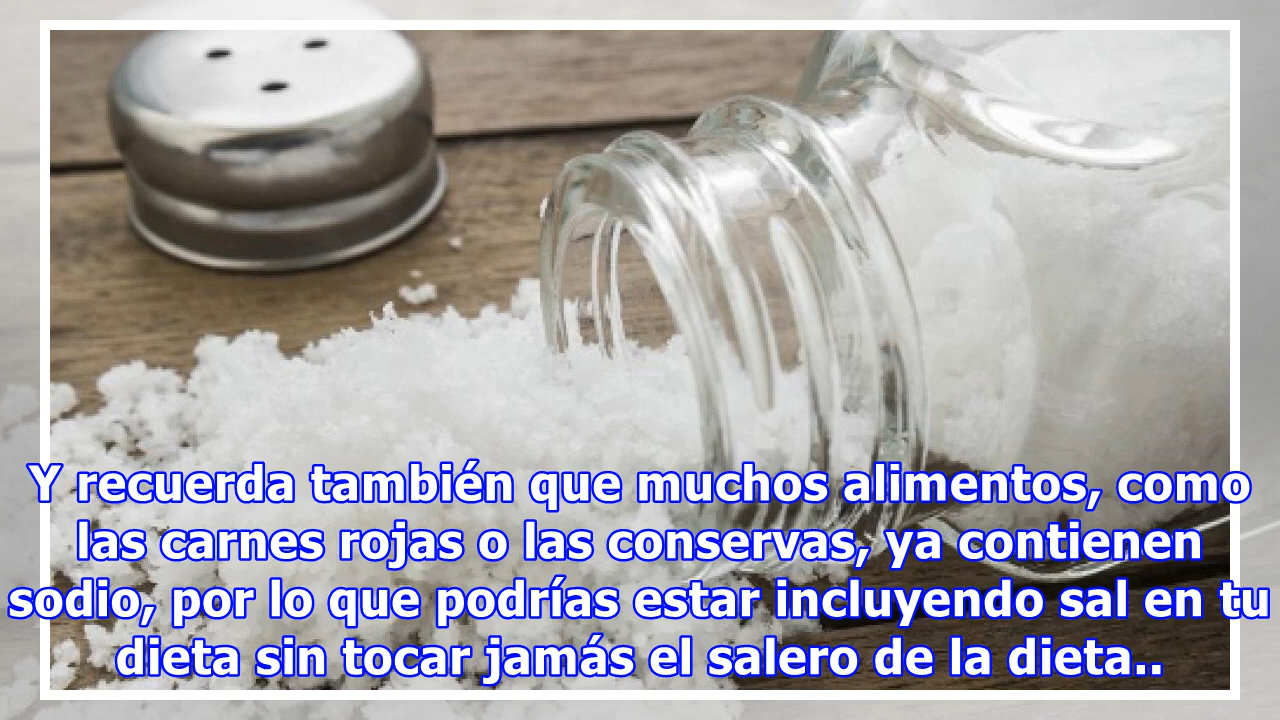 Y recuerda también que muchos alimentos, como
las carnes rojas o las conservas, ya contienen
sodio, por lo que podrías estar incluyendo sal en tu
dieta sin tocar jamás el salero de la dieta..